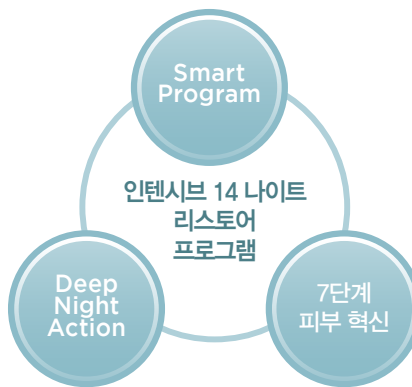 Smart
Program
인텐시브 14 나이트
리스토어
프로그램
Deep
Night
Action
7단계
피부 혁신